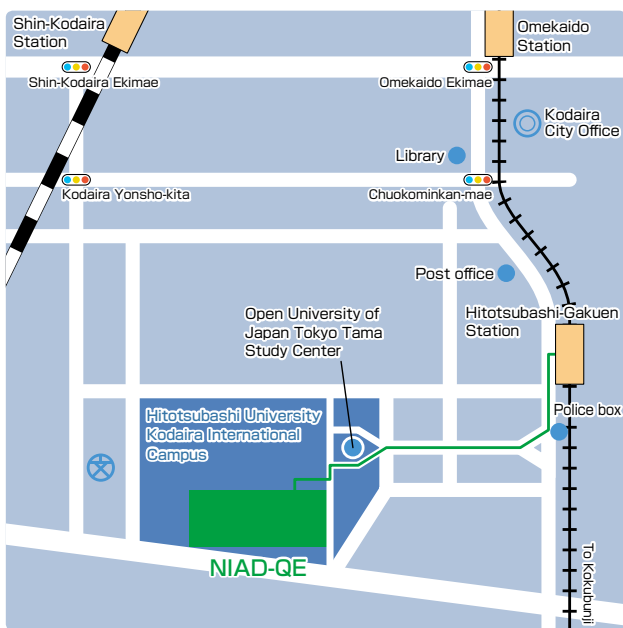 Shin-Kodaira
Station
Omekaido
Station
Shin-Kodaira Ekimae
Omekaido Ekimae
Kodaira
City Office
Library
Kodaira Yonsho-kita
Chuokominkan-mae
Post office
Open University of
Japan Tokyo Tama
Study Center
Hitotsubashi-Gakuen
Station
Hitotsubashi University
Kodaira International
Campus
Police box
NIAD-QE
To Kokubunji